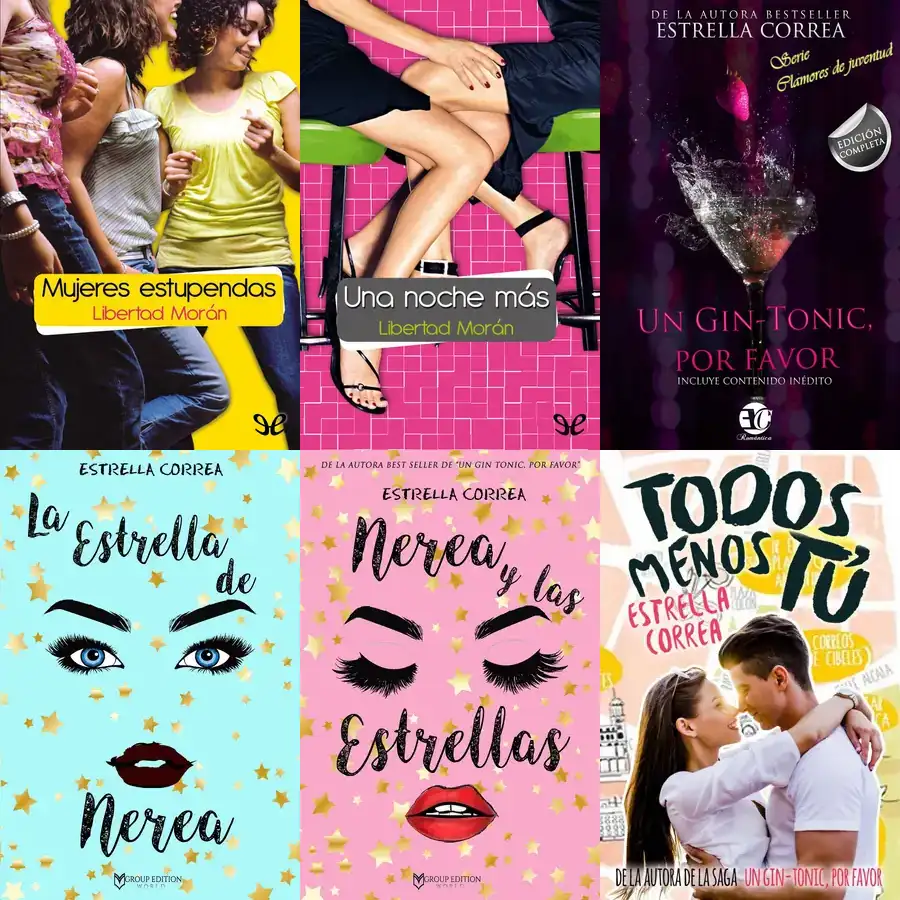 Mujeres estupendas
Libertad Morán
Una noche más
Libertad Morán
DE LA AUTORA BESTSELLER
ESTRELLA CORREA
Serie
Clamores de juventud
EDICIÓN
COMPLETA
UN GIN-TONIC,
POR FAVOR
INCLUYE CONTENIDO INÉDITO
EC
Romántica
ESTRELLA CORREA
La
Estrella
de
Nerea
GROUP EDITION
WORLD
DE LA AUTORA BEST SELLER DE "UN GIN TONIC, POR FAVOR"
ESTRELLA CORREA
Nerea
y las
Estrellas
GROUP EDITION
WORLD
TODOS
MENOS TÚ
ESTRELLA
CORREA
CORREOS
DE CIBELES
DE LA AUTORA DE LA SAGA UN GIN-TONIC, POR FAVOR